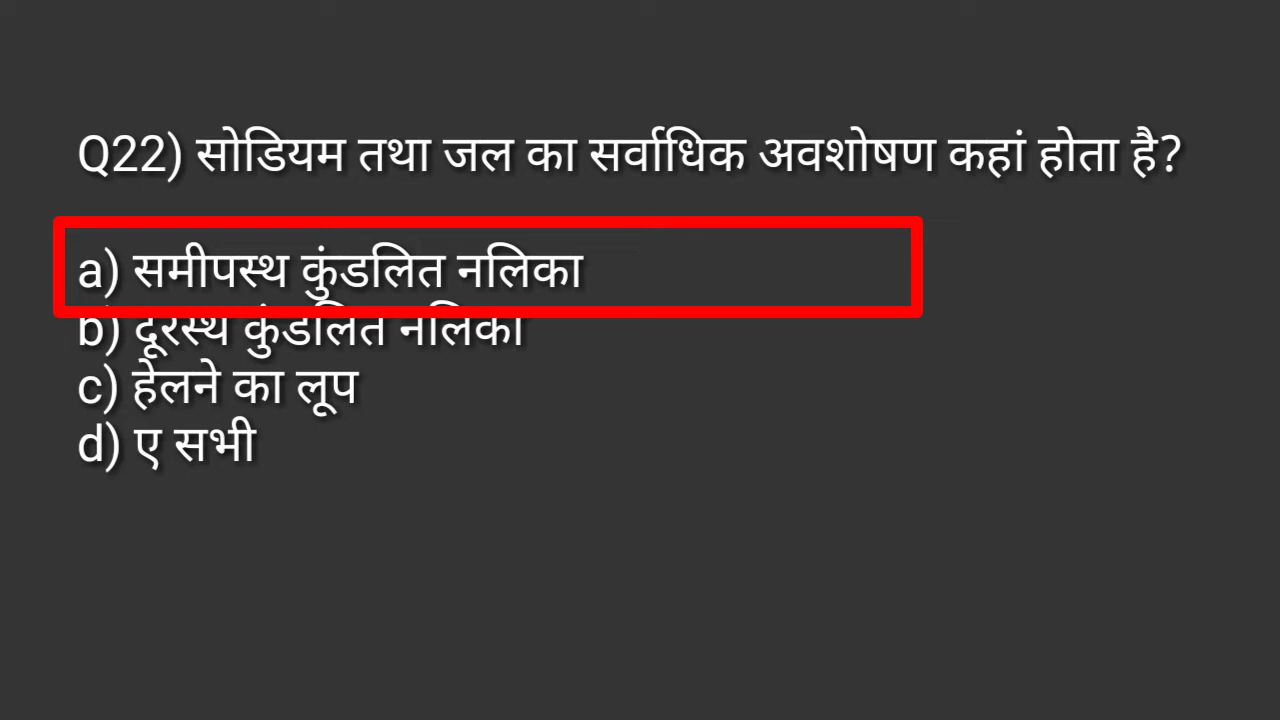 Q22) सोडियम तथा जल का सर्वाधिक अवशोषण कहां होता है?
a) समीपस्थ कुंडलित नलिका
b) दूरस्थ कुंडलित नलिका
c) हेलने का लूप
d) ए सभी